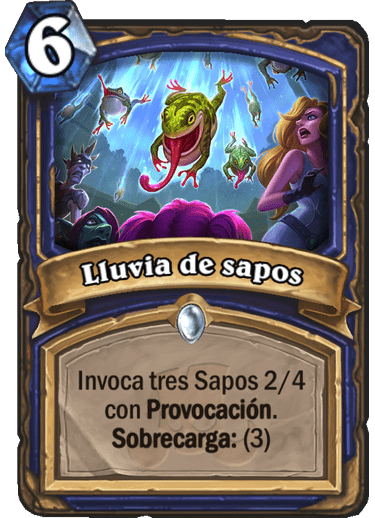 6
Lluvia de sapos
Invoca tres Sapos 2/4
con Provocación.
Sobrecarga: (3)